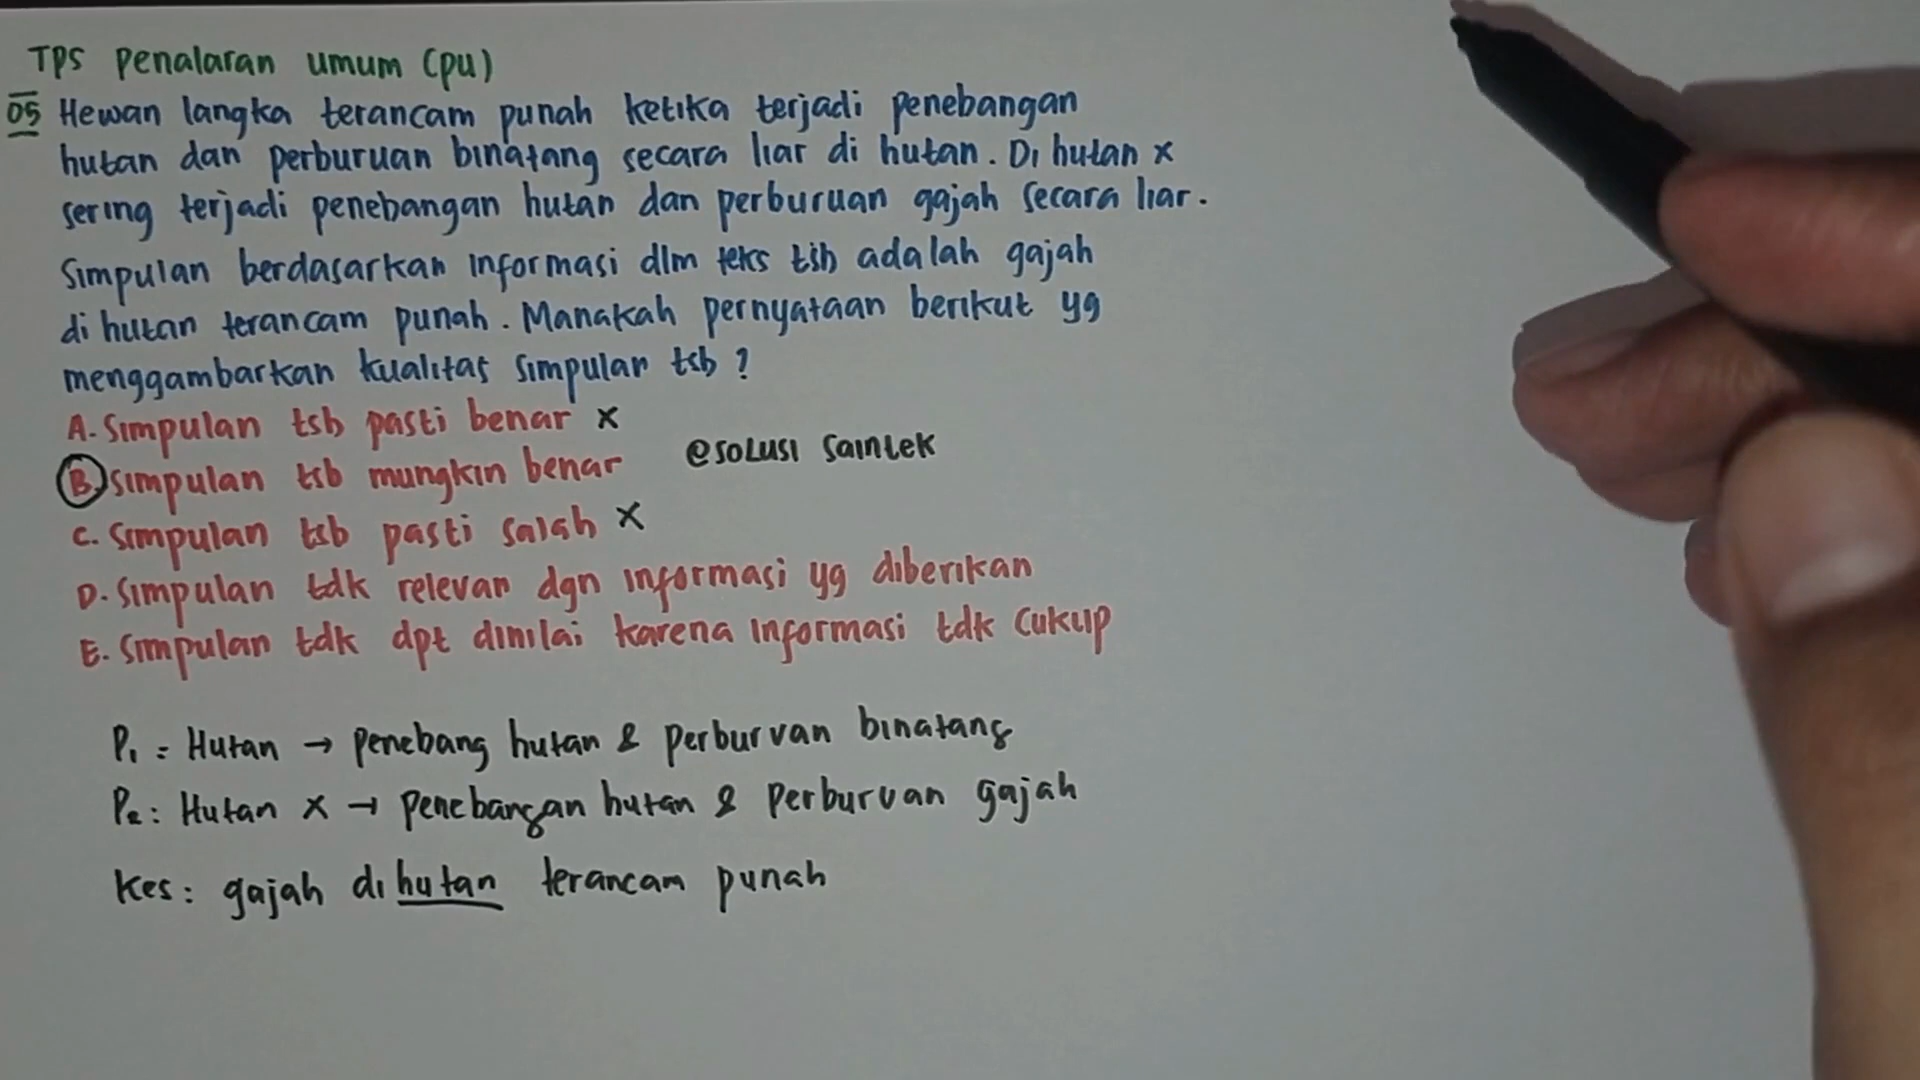 TPS Penalaran umum (pu)
05 Hewan langka terancam punah ketika terjadi penebangan
hutan dan perburuan binatang secara liar di hutan. Di hutan x
sering terjadi penebangan hutan dan perburuan gajah secara liar.
Simpulan berdasarkan informasi dlm teks tsb adalah gajah
di hutan terancam punah. Manakah pernyataan berikut yg
menggambarkan kualitas simpulan tsb?
A. Simpulan tsb pasti benar x
B. Simpulan tsb mungkin benar
@solusi saintek
C. Simpulan tsb pasti salah x
D. Simpulan tdk relevan dgn informasi yg diberikan
E. Simpulan tdk dpt dinilai karena informasi tdk cukup
P1 = Hutan → penebang hutan & perburuan binatang
P2 : Hutan x → penebangan hutan & perburuan gajah
Kes : gajah di hutan terancam punah